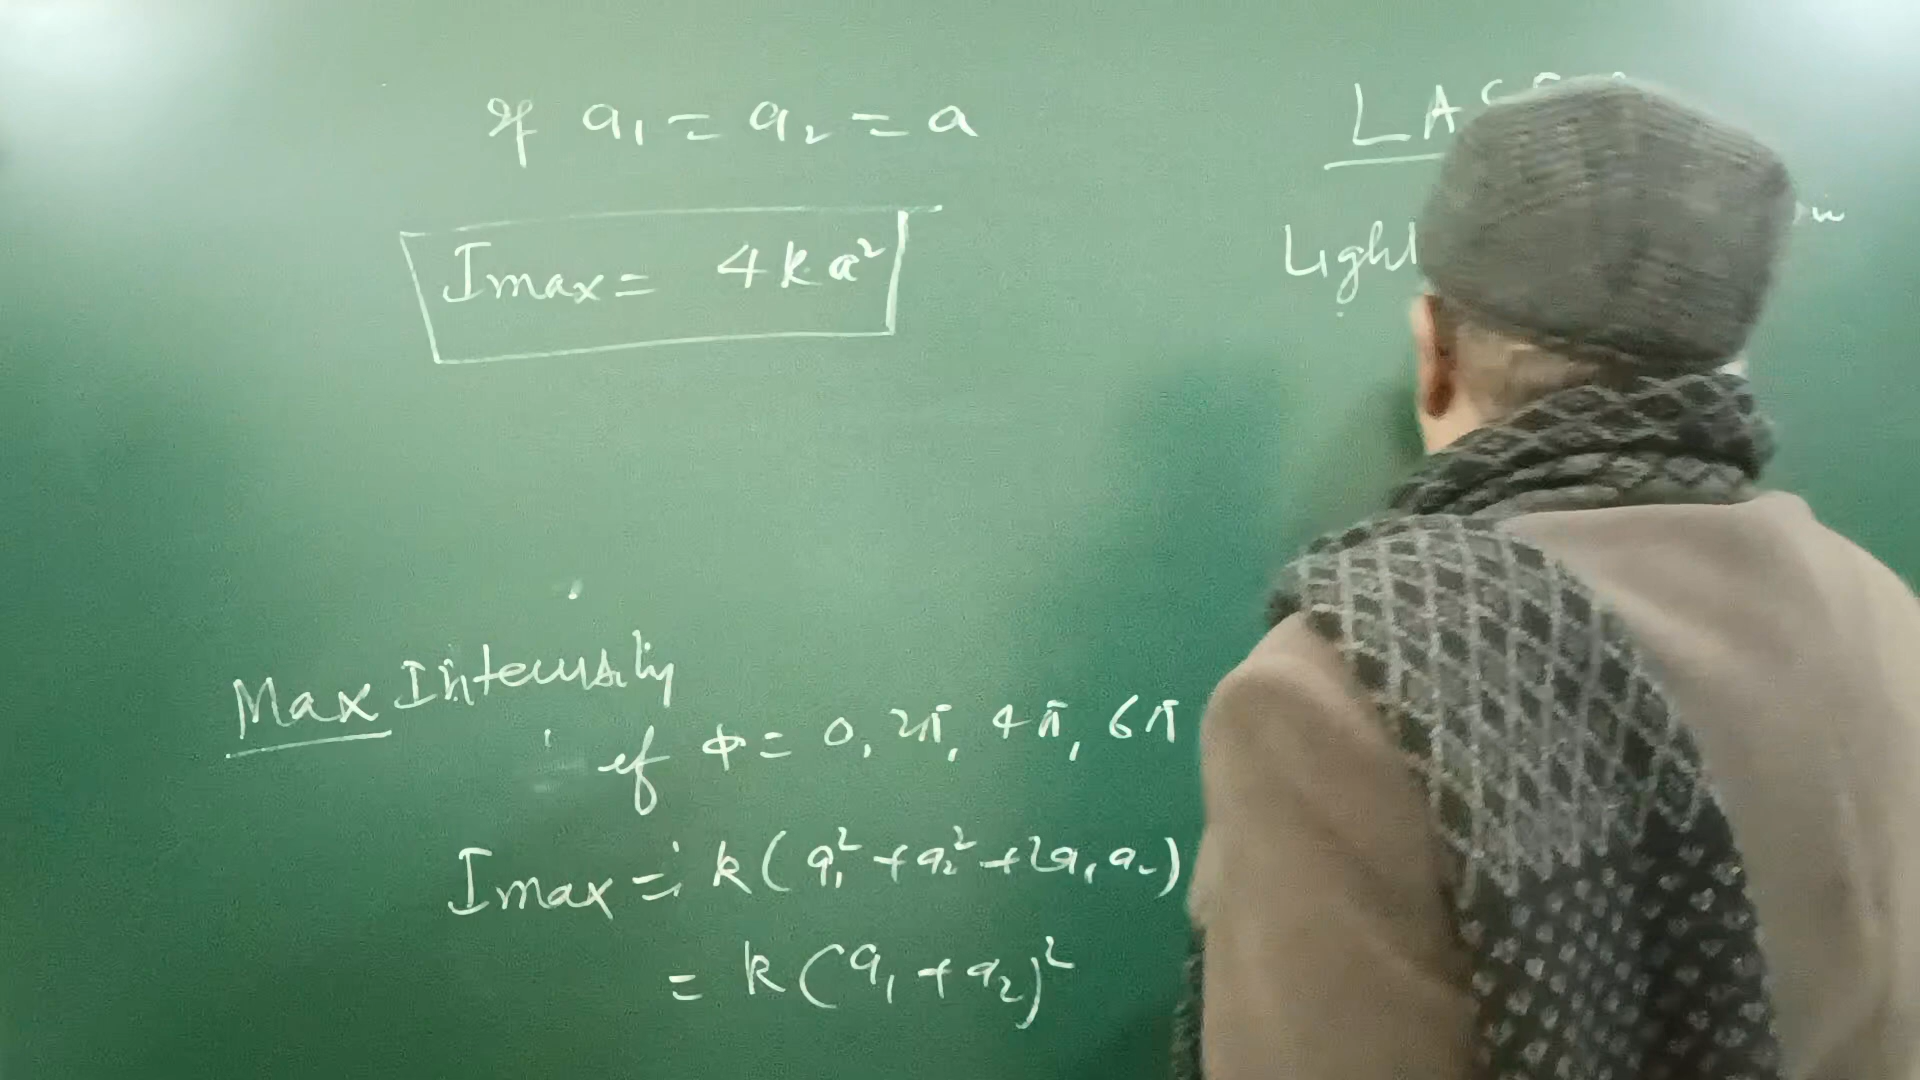 if a₁ = a₂ = a
Imax = 4ka²
Max Intensity
if φ = 0, 2π, 4π, 6π
Imax = k(a₁² + a₂² + 2a₁a₂)
= k(a₁ + a₂)²
Light